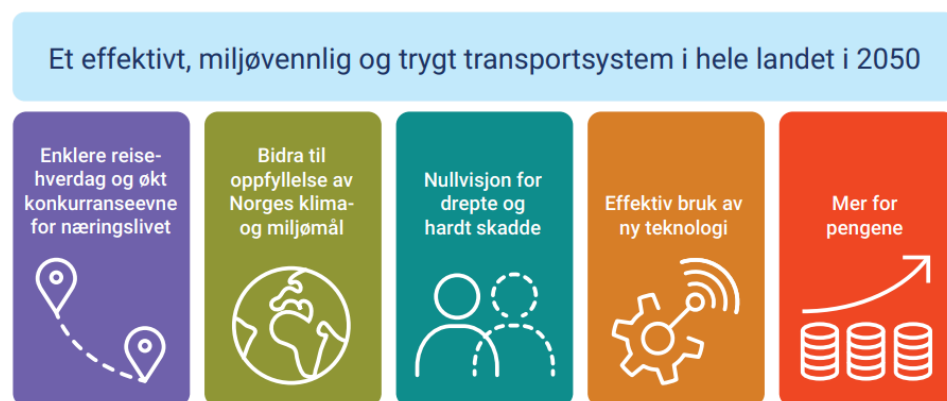 Et effektivt, miljøvennlig og trygt transportsystem i hele landet i 2050
Enklere reise-
hverdag og økt
konkurranseevne
for næringslivet
Bidra til
oppfyllelse av
Norges klima-
og miljømål
Nullvisjon for
drepte og
hardt skadde
Effektiv bruk av
ny teknologi
Mer for
pengene